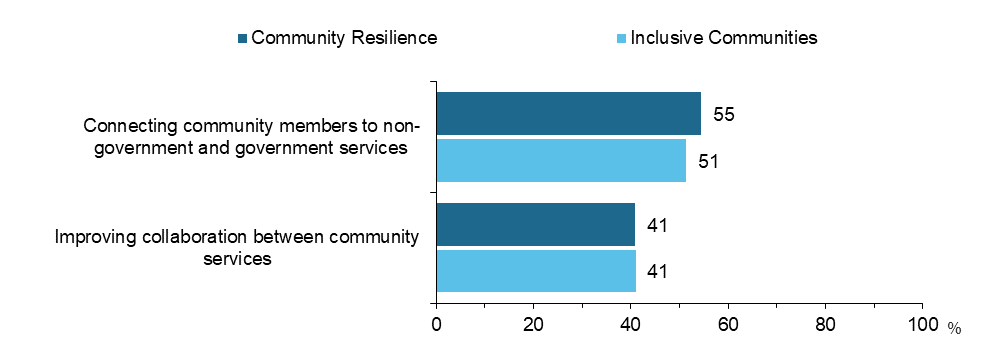 Community Resilience
Inclusive Communities
Connecting community members to non-
government and government services
55
51
Improving collaboration between community
services
41
41
0 20 40 60 80 100 %